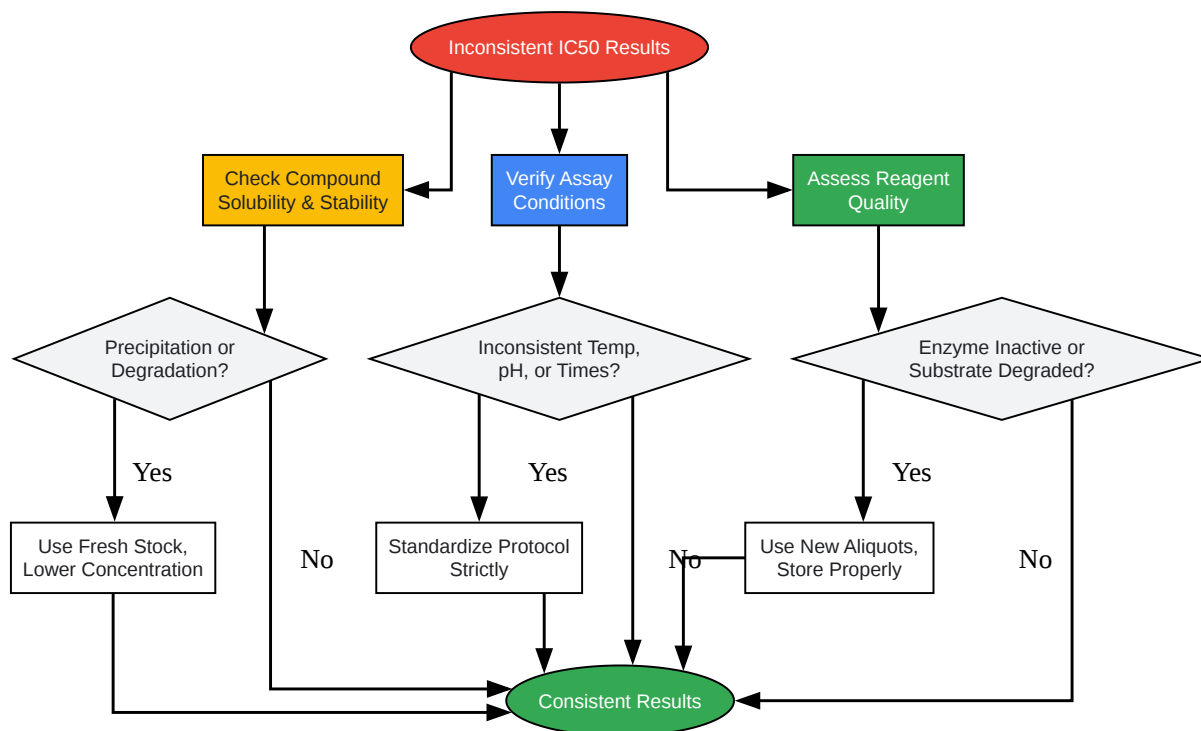 Inconsistent IC50 Results
Check Compound
Solubility & Stability
Verify Assay
Conditions
Assess Reagent
Quality
Precipitation or
Degradation?
Inconsistent Temp,
pH, or Times?
Enzyme Inactive or
Substrate Degraded?
Yes
Yes
Yes
Use Fresh Stock,
Lower Concentration
No
Standardize Protocol
Strictly
No
Use New Aliquots,
Store Properly
No
Consistent Results